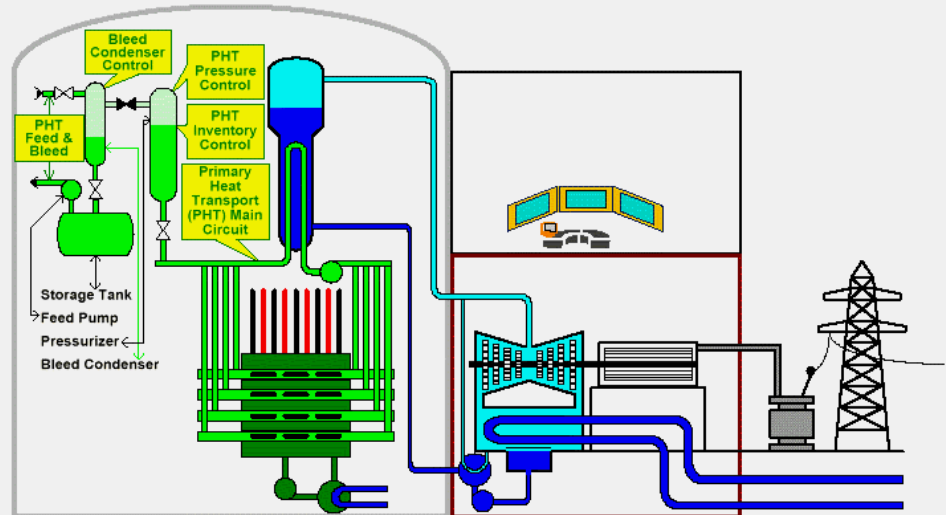 Bleed
Condenser
Control
PHT
Pressure
Control
PHT
Feed &
Bleed
PHT
Inventory
Control
Primary
Heat
Transport
(PHT) Main
Circuit
Storage Tank
Feed Pump
Pressurizer
Bleed Condenser